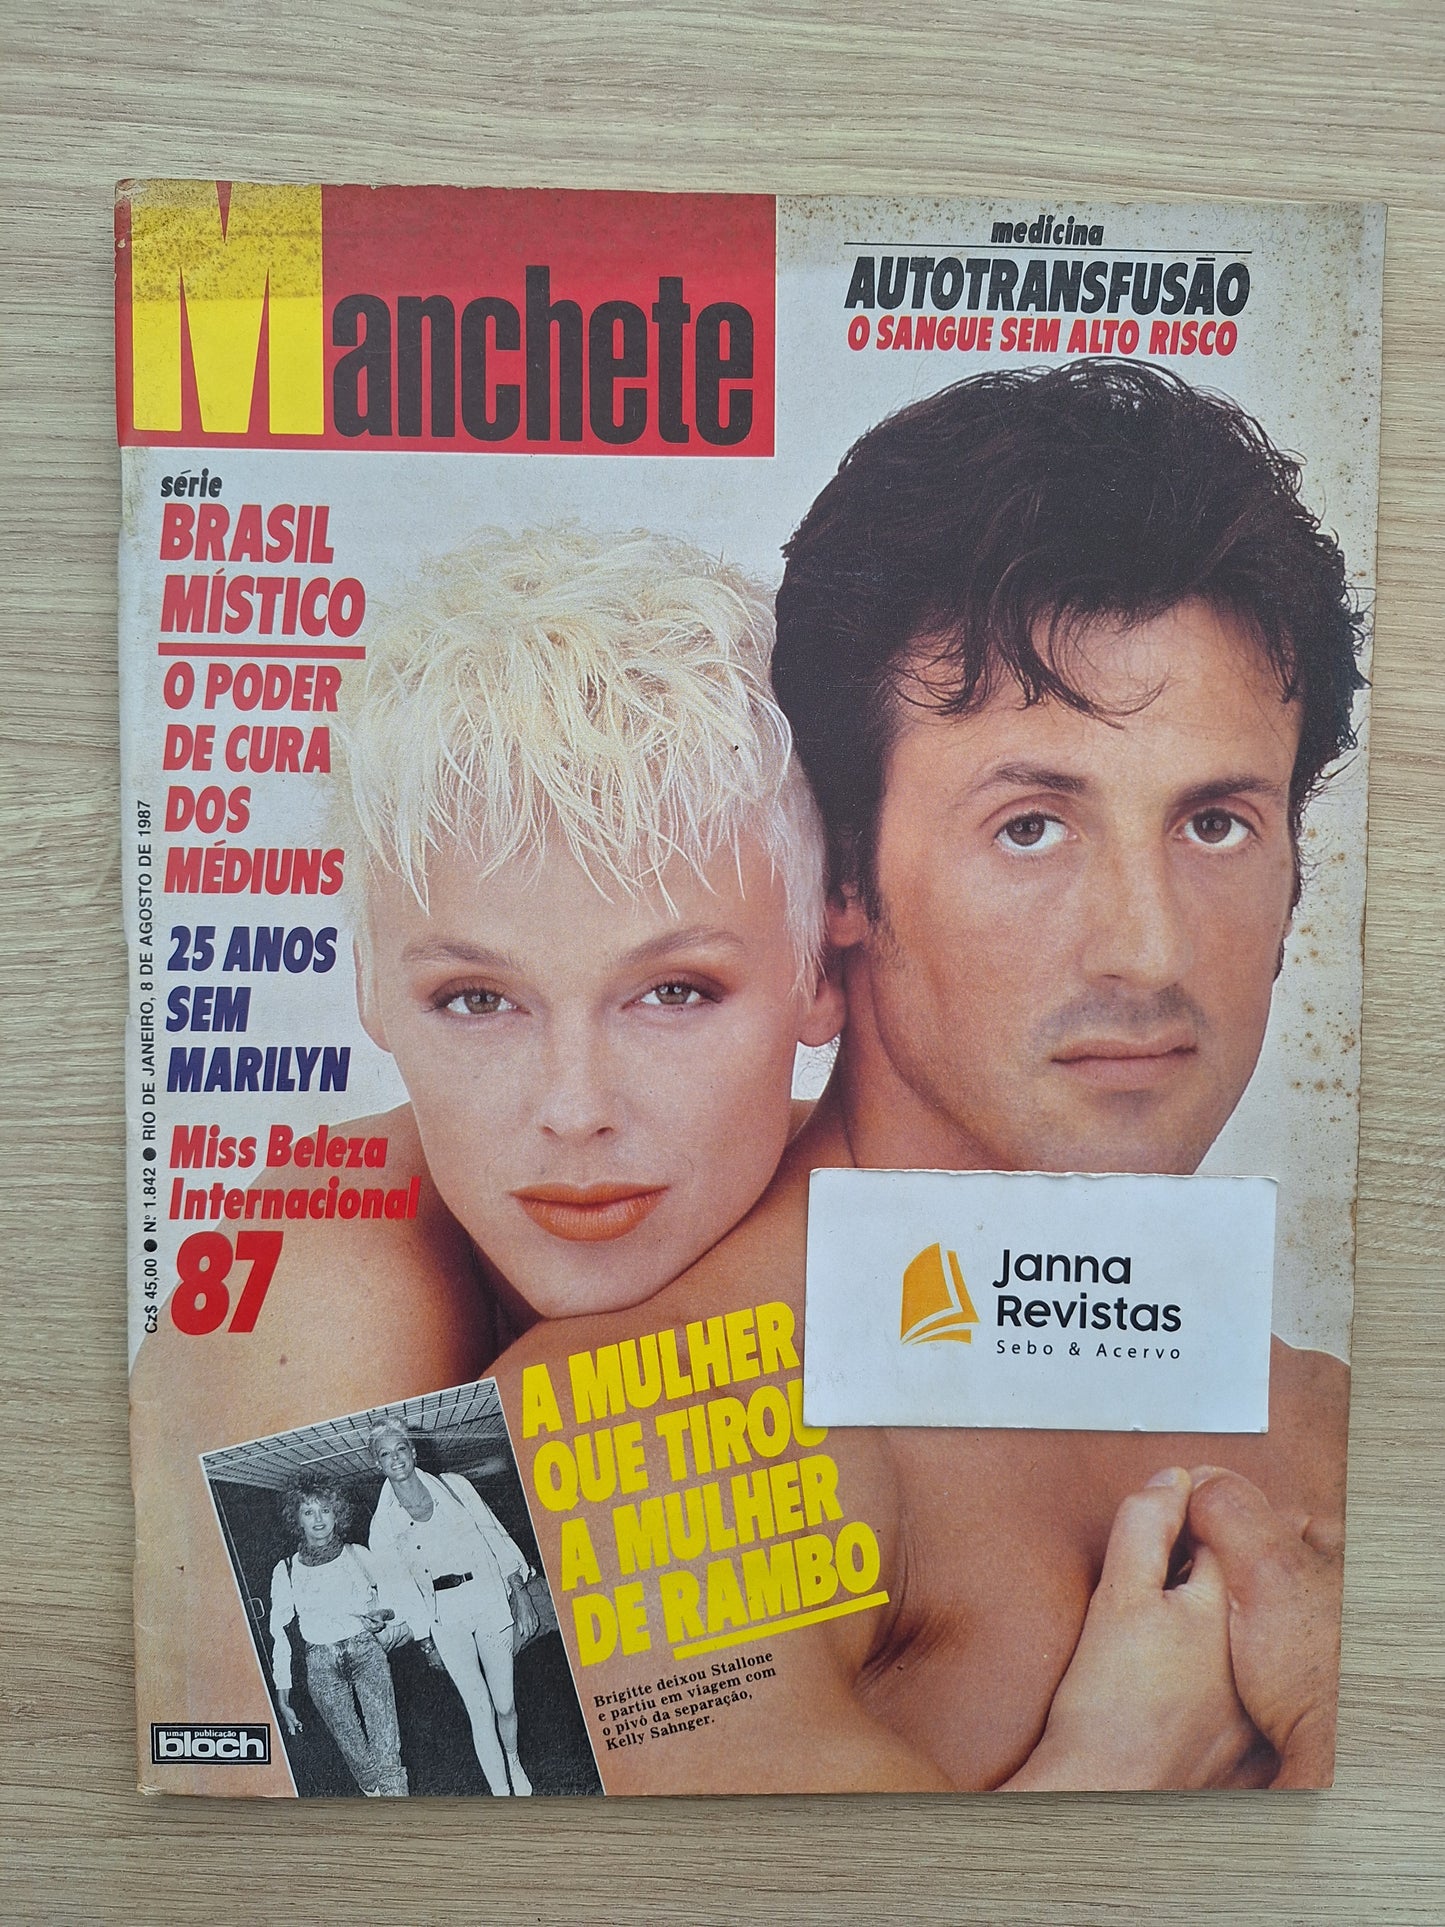 Manchete
medicina
AUTOTRANSFUSÃO
O SANGUE SEM ALTO RISCO
série
BRASIL
MÍSTICO
O PODER
DE CURA
DOS
MÉDIUNS
25 ANOS
SEM
MARILYN
Miss Beleza
Internacional
87
Cz$ 45,00 ● Nº 1.842 ● RIO DE JANEIRO, 8 DE AGOSTO DE 1987
Janna
Revistas
Sebo & Acervo
A MULHER
QUE TIROU
A MULHER
DE RAMBO
Brigitte deixou Stallone
e partiu em viagem com
o pivô da separação,
Kelly Sahnger.
uma publicação
bloch